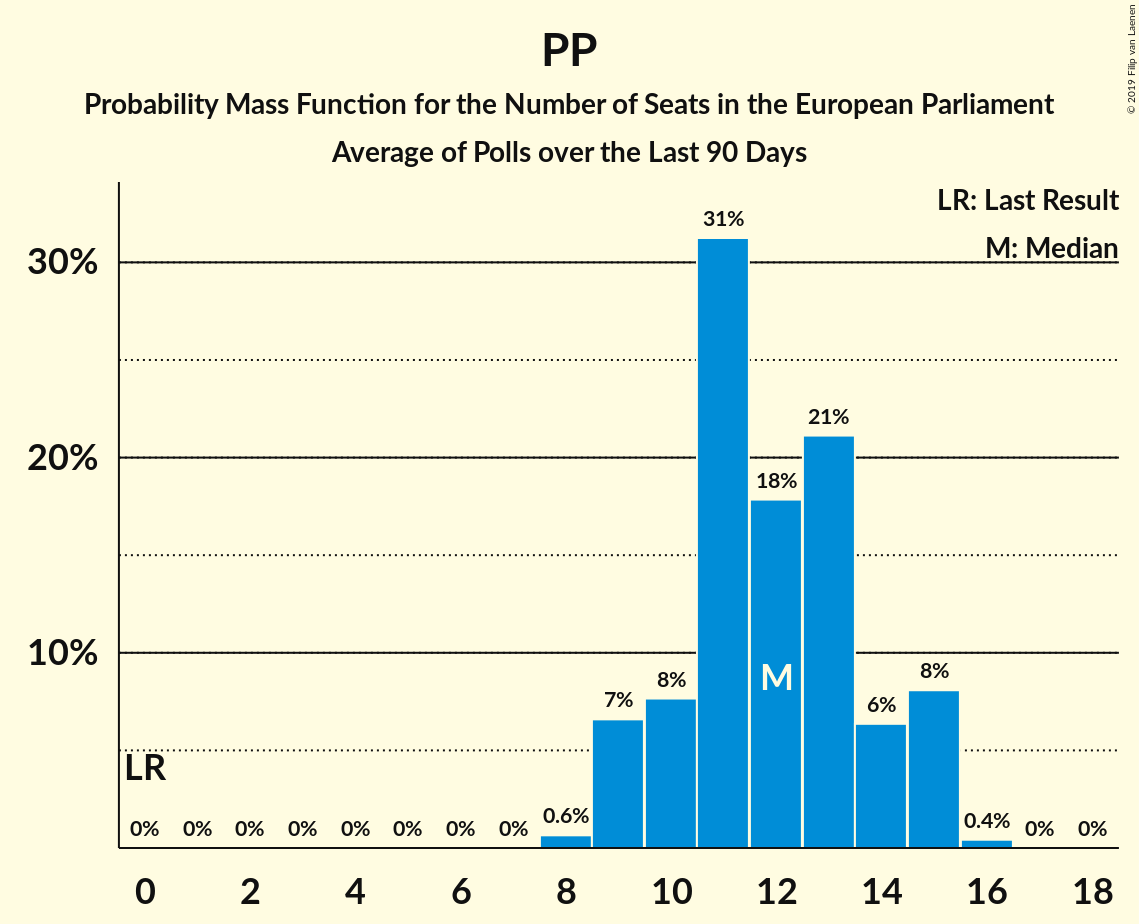 PP
Probability Mass Function for the Number of Seats in the European Parliament
Average of Polls over the Last 90 Days
© 2019 Filip van Laenen
LR: Last Result
M: Median
30%
20%
10%
31%
21%
18%
M
8%
8%
7%
6%
LR
0% 0% 0% 0% 0% 0% 0% 0% 0.6% 0.4% 0% 0%
0 2 4 6 8 10 12 14 16 18